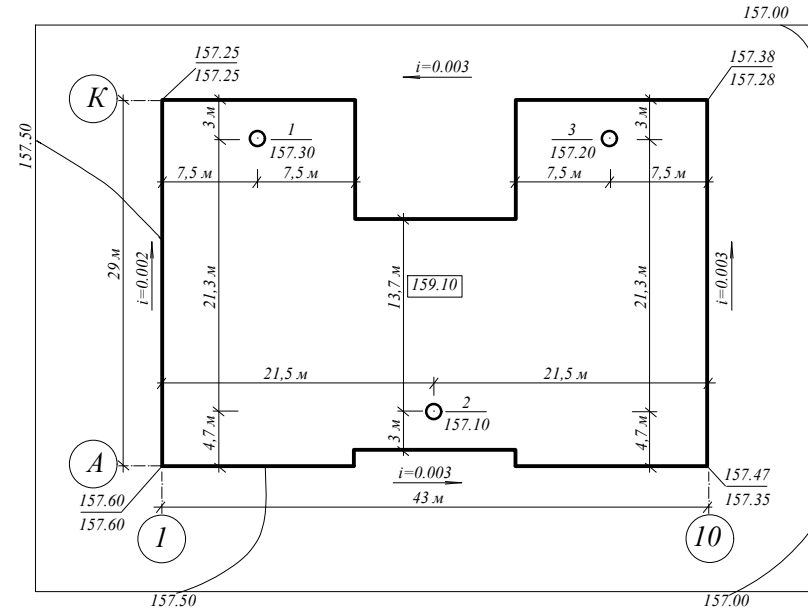 157.00
157.25
157.25
i=0.003
157.38
157.28
К
3 м
1
157.30
3
157.20
3 м
157.50
7,5 м
7,5 м
7,5 м
7,5 м
29 м
i=0.002
21,3 м
13,7 м
159.10
21,3 м
i=0.003
21,5 м
21,5 м
4,7 м
3 м
2
157.10
4,7 м
А
i=0.003
157.47
157.35
157.60
157.60
43 м
1
10
157.50
157.00